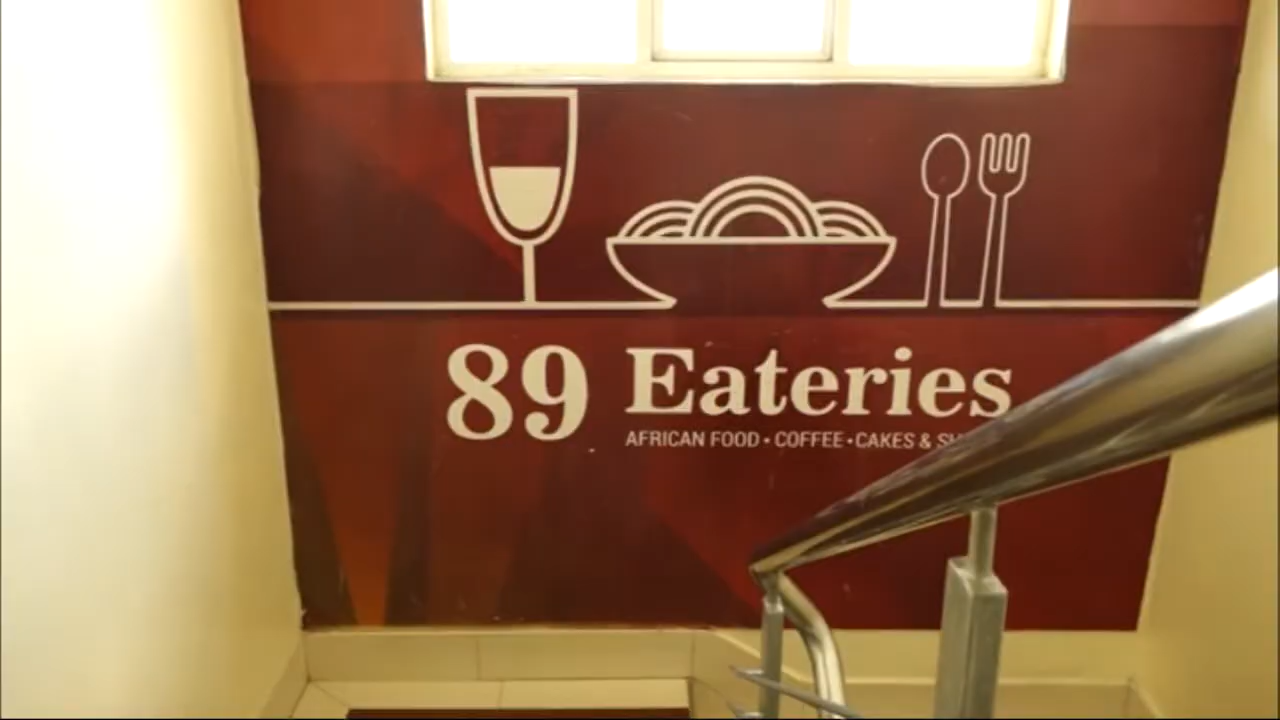 89 Eateries
AFRICAN FOOD • COFFEE • CAKES &